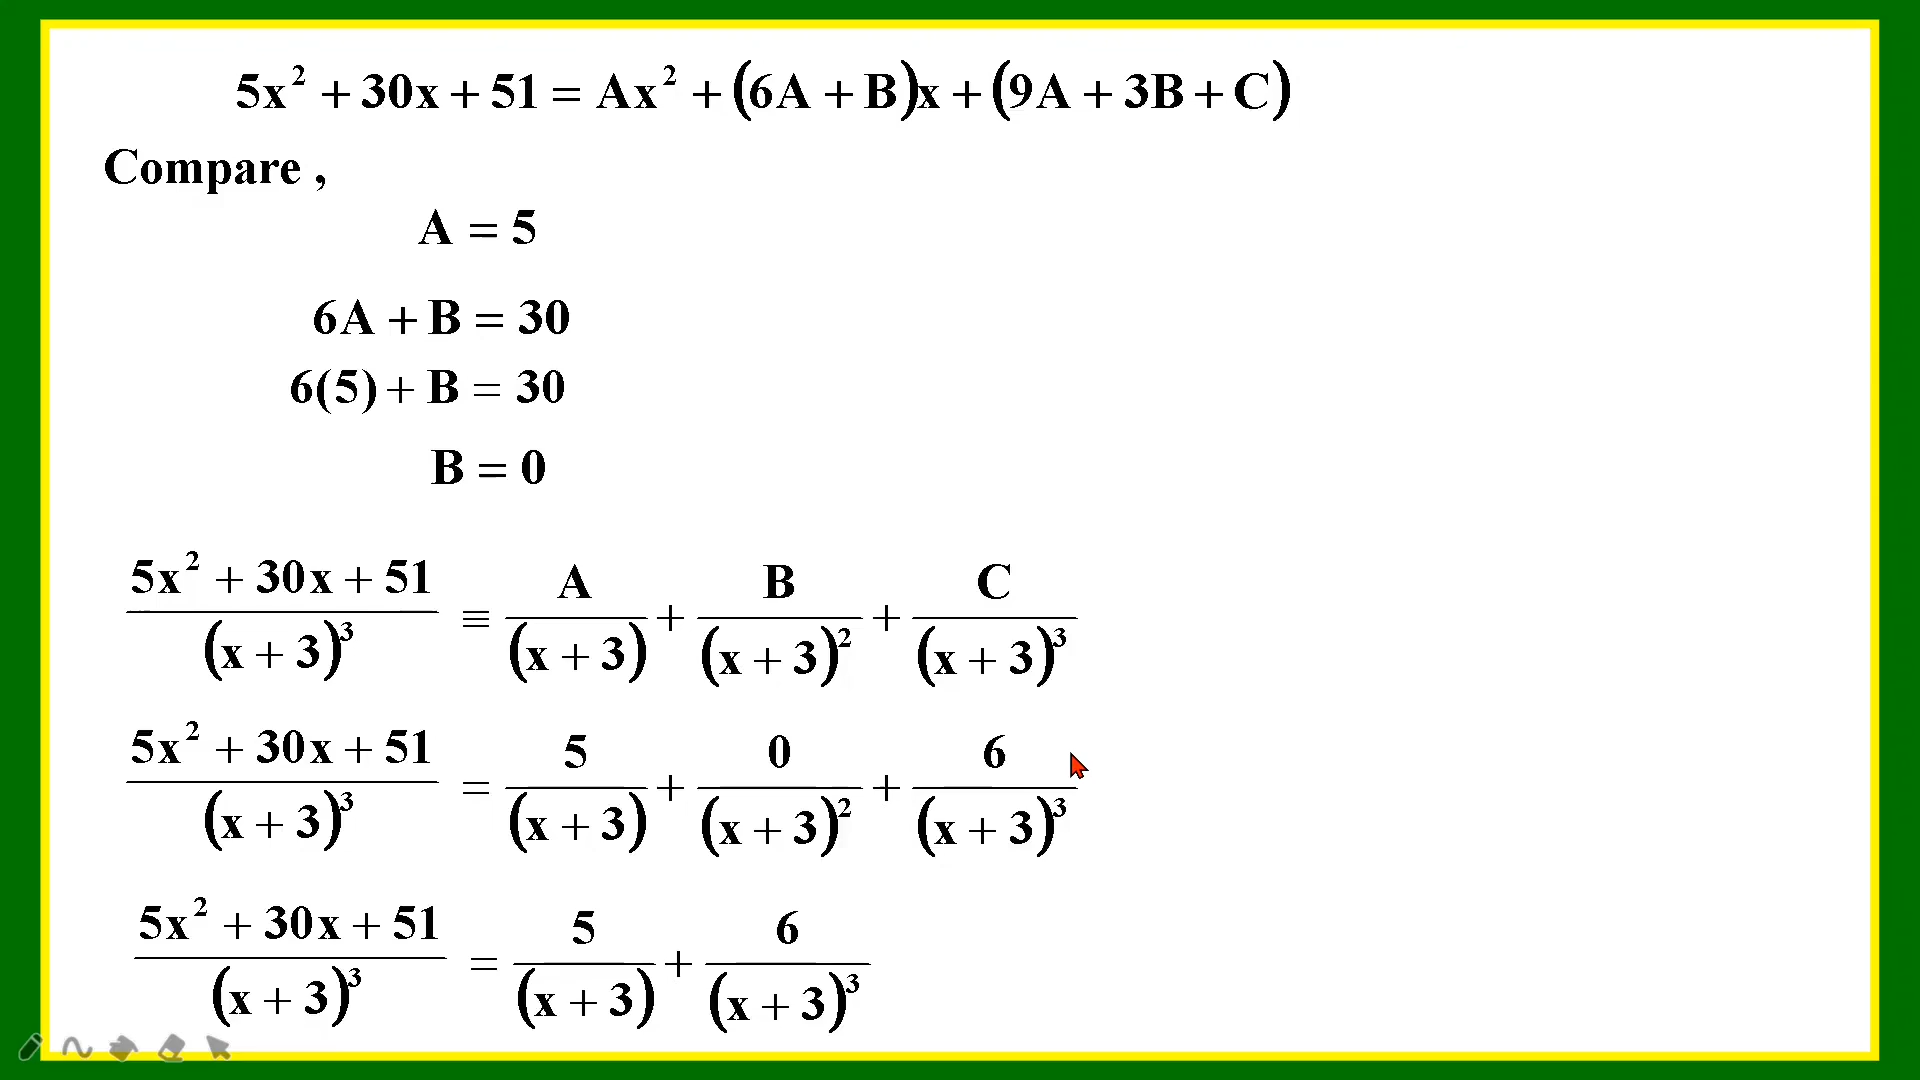 5x² + 30x + 51 = Ax² + (6A + B)x + (9A + 3B + C)
Compare ,
A = 5
6A + B = 30
6(5) + B = 30
B = 0
(5x² + 30x + 51)/(x + 3)³ ≡ A/(x + 3) + B/(x + 3)² + C/(x + 3)³
(5x² + 30x + 51)/(x + 3)³ = 5/(x + 3) + 0/(x + 3)² + 6/(x + 3)³
(5x² + 30x + 51)/(x + 3)³ = 5/(x + 3) + 6/(x + 3)³